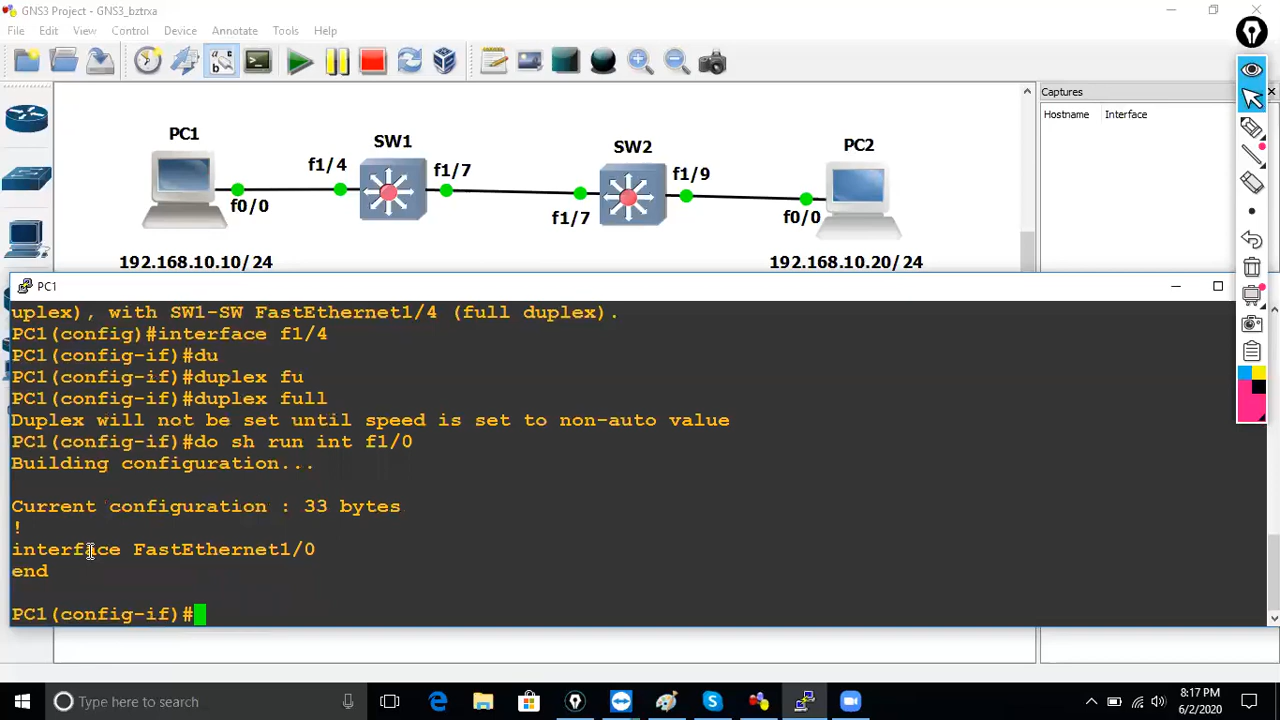 GNS3 Project - GNS3_bztrxa
File Edit View Control Device Annotate Tools Help
Captures
Hostname Interface
PC1
SW1
SW2
PC2
f1/4
f1/7
f1/9
f0/0
f1/7
f0/0
192.168.10.10/24
192.168.10.20/24
PC1
uplex), with SW1-SW FastEthernet1/4 (full duplex).
PC1(config)#interface f1/4
PC1(config-if)#du
PC1(config-if)#duplex fu
PC1(config-if)#duplex full
Duplex will not be set until speed is set to non-auto value
PC1(config-if)#do sh run int f1/0
Building configuration...
Current configuration : 33 bytes
!
interface FastEthernet1/0
end
PC1(config-if)#
Type here to search
8:17 PM
6/2/2020